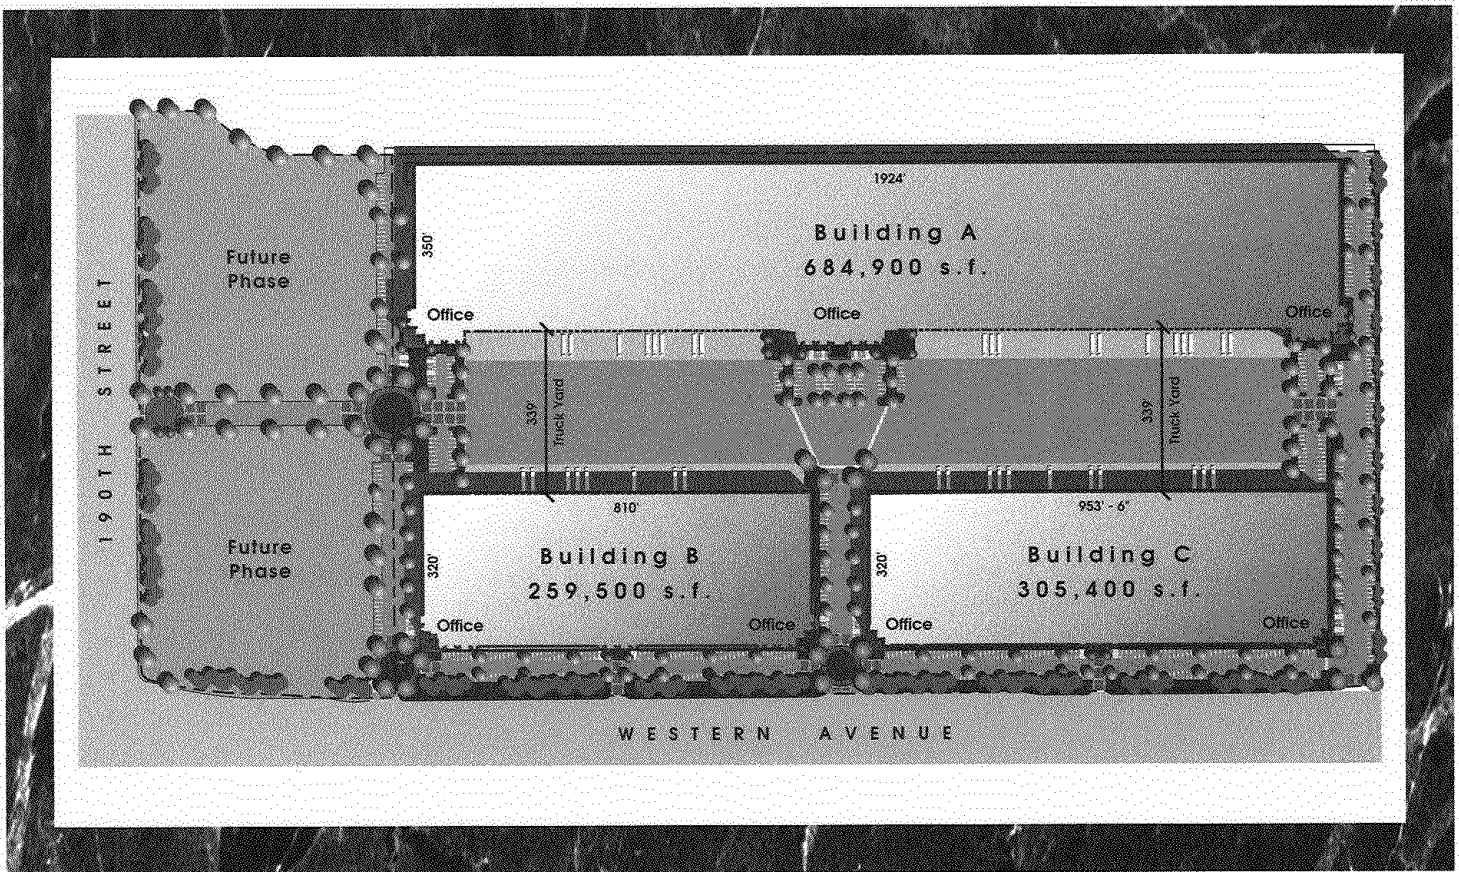 1924'
Building A
684,900 s.f.
350'
Office
Office
Office
Future
Phase
190TH STREET
339'
Truck Yard
339'
Truck Yard
810'
953' - 6"
Building B
259,500 s.f.
320'
Building C
305,400 s.f.
320'
Future
Phase
Office
Office
Office
Office
WESTERN AVENUE